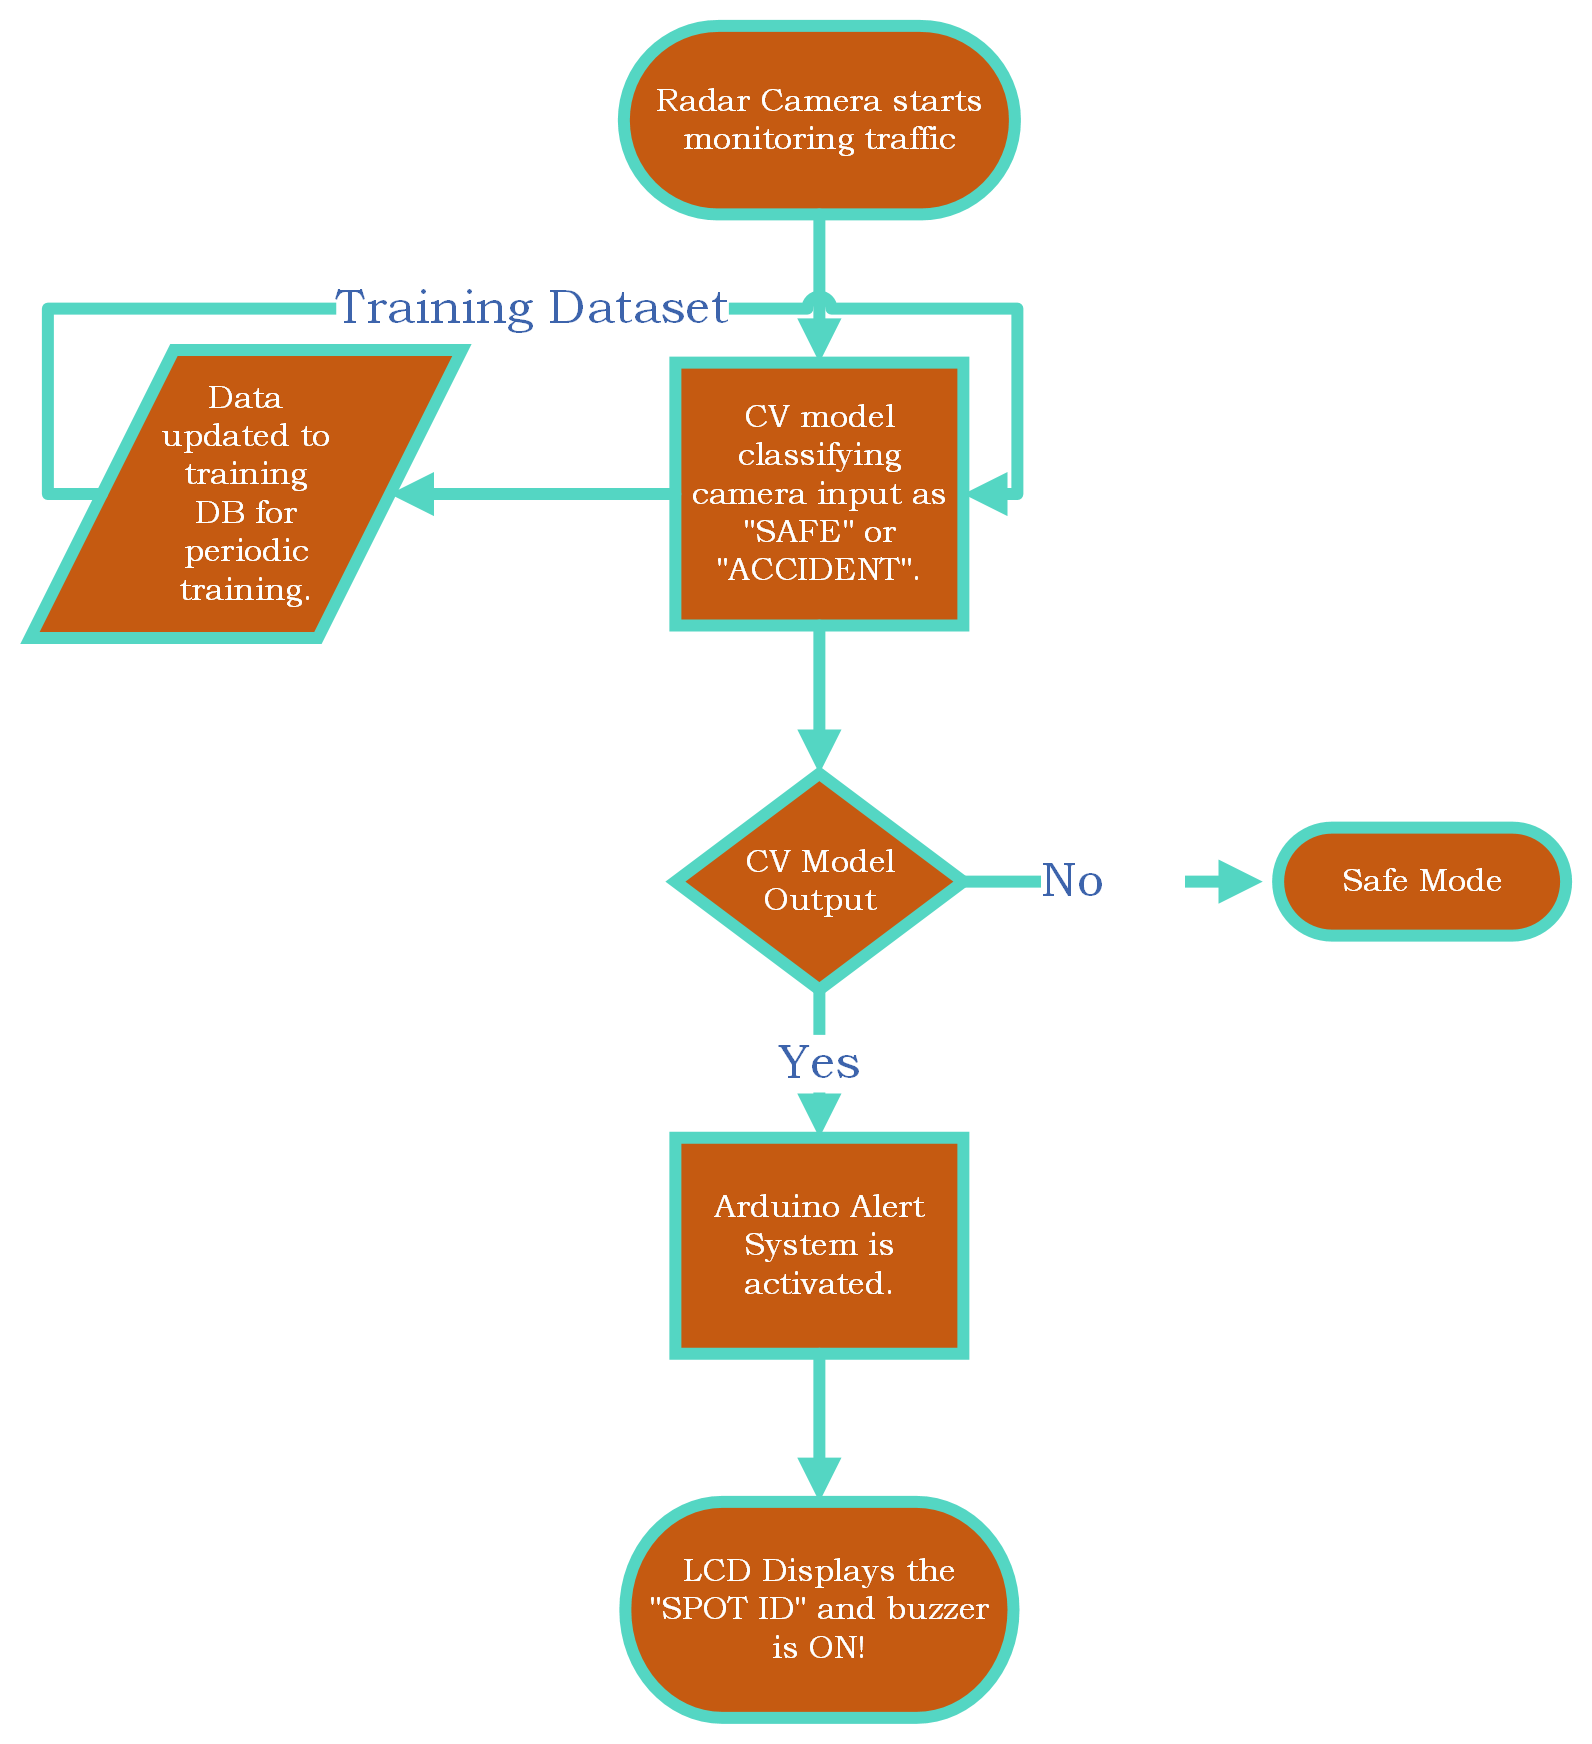 Radar Camera starts
monitoring traffic
Training Dataset
Data
updated to
training
DB for
periodic
training.
CV model
classifying
camera input as
"SAFE" or
"ACCIDENT".
CV Model
Output
No
Safe Mode
Yes
Arduino Alert
System is
activated.
LCD Displays the
"SPOT ID" and buzzer
is ON!